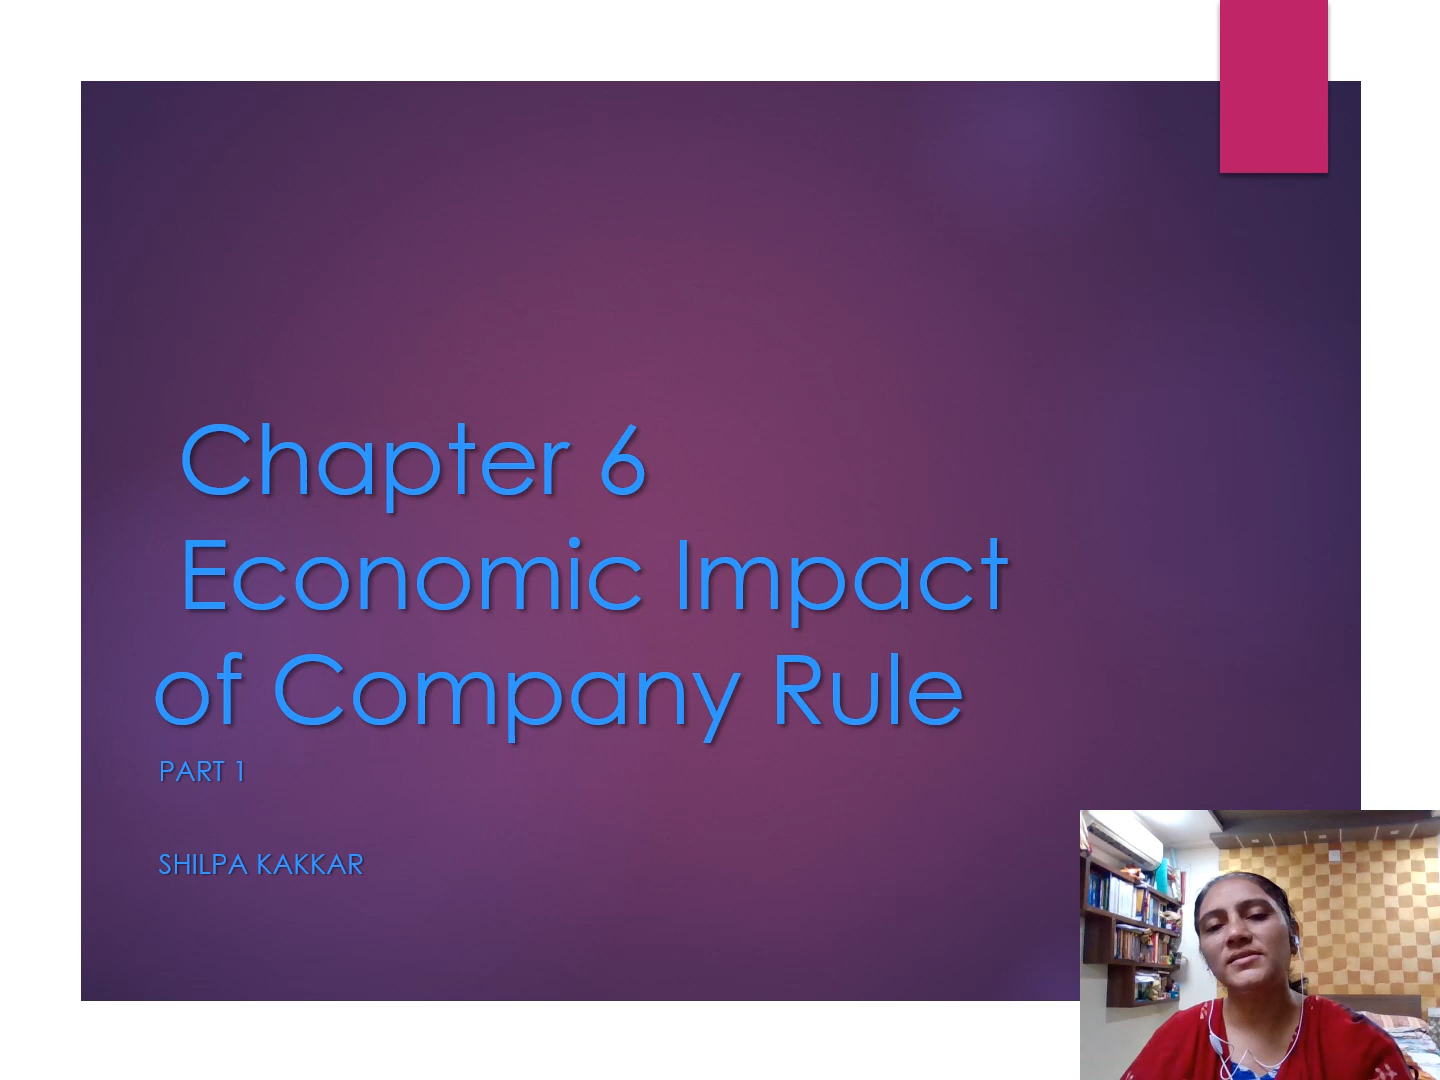 Chapter 6
Economic Impact
of Company Rule
PART 1
SHILPA KAKKAR